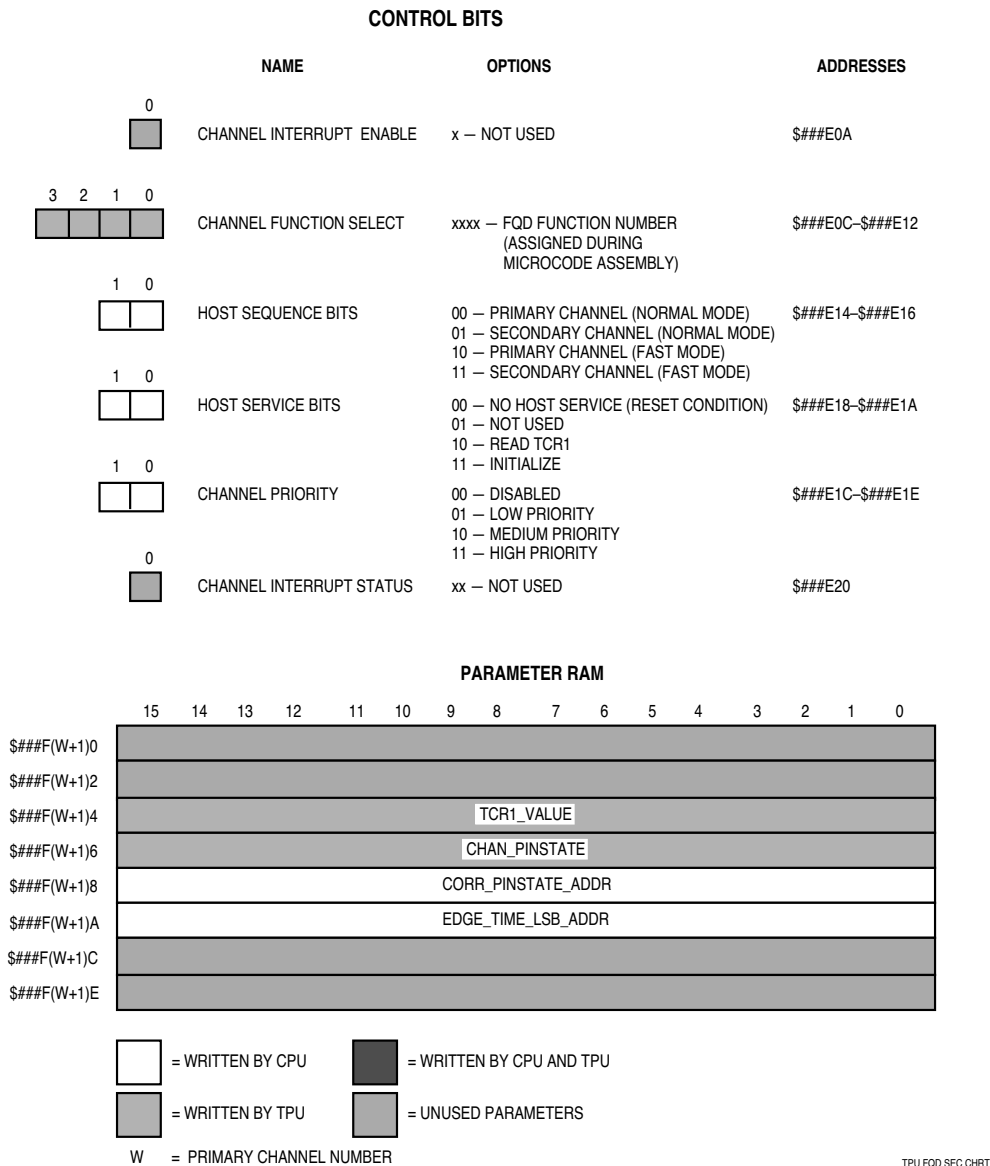 CONTROL BITS
NAME OPTIONS ADDRESSES
0
CHANNEL INTERRUPT ENABLE x — NOT USED $###E0A
3 2 1 0
CHANNEL FUNCTION SELECT xxxx — FQD FUNCTION NUMBER $###E0C–$###E12
(ASSIGNED DURING
MICROCODE ASSEMBLY)
1 0
HOST SEQUENCE BITS 00 — PRIMARY CHANNEL (NORMAL MODE) $###E14–$###E16
01 — SECONDARY CHANNEL (NORMAL MODE)
10 — PRIMARY CHANNEL (FAST MODE)
11 — SECONDARY CHANNEL (FAST MODE)
1 0
HOST SERVICE BITS 00 — NO HOST SERVICE (RESET CONDITION) $###E18–$###E1A
01 — NOT USED
10 — READ TCR1
11 — INITIALIZE
1 0
CHANNEL PRIORITY 00 — DISABLED $###E1C–$###E1E
01 — LOW PRIORITY
10 — MEDIUM PRIORITY
11 — HIGH PRIORITY
0
CHANNEL INTERRUPT STATUS xx — NOT USED $###E20
PARAMETER RAM
15 14 13 12 11 10 9 8 7 6 5 4 3 2 1 0
$###F(W+1)0
$###F(W+1)2
$###F(W+1)4 TCR1_VALUE
$###F(W+1)6 CHAN_PINSTATE
$###F(W+1)8 CORR_PINSTATE_ADDR
$###F(W+1)A EDGE_TIME_LSB_ADDR
$###F(W+1)C
$###F(W+1)E
= WRITTEN BY CPU = WRITTEN BY CPU AND TPU
= WRITTEN BY TPU = UNUSED PARAMETERS
W = PRIMARY CHANNEL NUMBER
TPU FQD SEC CHRT